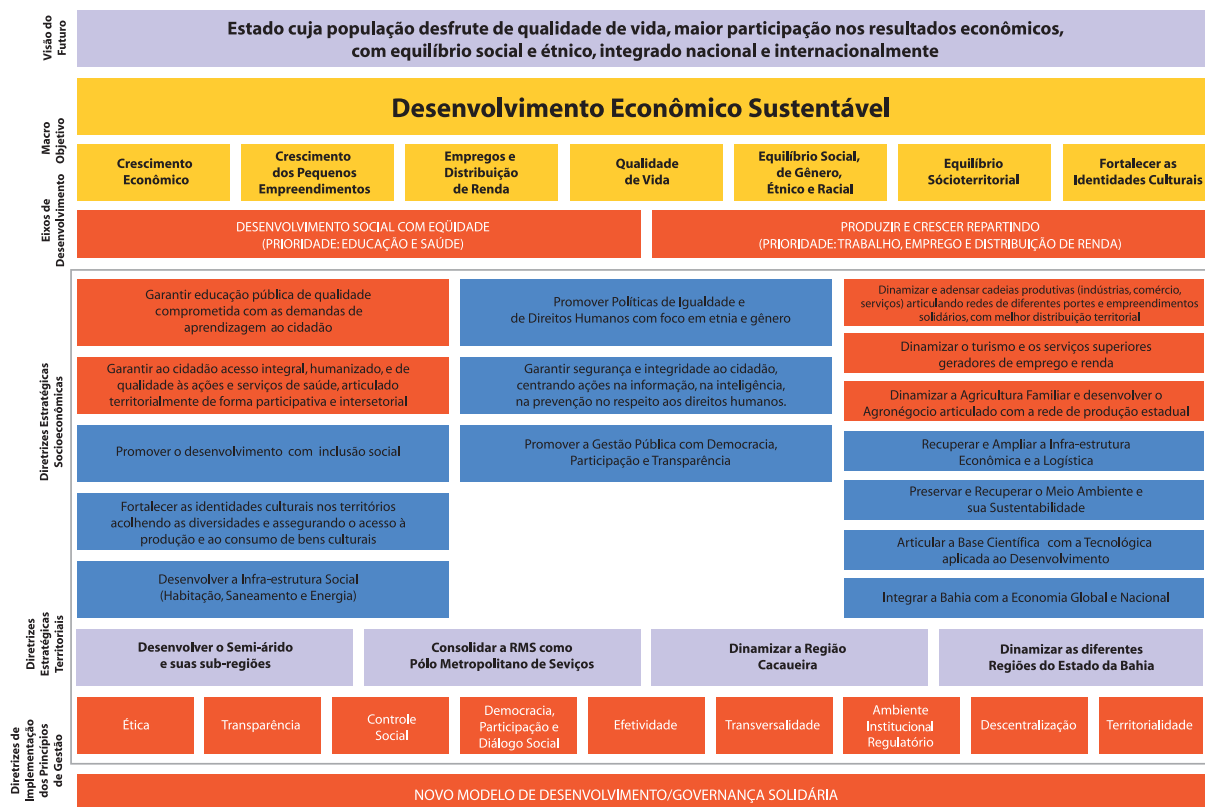 Visão do
Futuro
Estado cuja população desfrute de qualidade de vida, maior participação nos resultados econômicos,
com equilíbrio social e étnico, integrado nacional e internacionalmente
Macro
Objetivo
Desenvolvimento Econômico Sustentável
Crescimento
Econômico
Crescimento
dos Pequenos
Empreendimentos
Empregos e
Distribuição
de Renda
Qualidade
de Vida
Equilíbrio Social,
de Gênero,
Étnico e Racial
Equilíbrio
Sócioterritorial
Fortalecer as
Identidades Culturais
Eixos de
Desenvolvimento
DESENVOLVIMENTO SOCIAL COM EQÜIDADE
(PRIORIDADE: EDUCAÇÃO E SAÚDE)
PRODUZIR E CRESCER REPARTINDO
(PRIORIDADE: TRABALHO, EMPREGO E DISTRIBUIÇÃO DE RENDA)
Diretrizes Estratégicas
Socioeconômicas
Garantir educação pública de qualidade
comprometida com as demandas de
aprendizagem ao cidadão
Garantir ao cidadão acesso integral, humanizado, e de
qualidade às ações e serviços de saúde, articulado
territorialmente de forma participativa e intersetorial
Promover o desenvolvimento com inclusão social
Fortalecer as identidades culturais nos territórios
acolhendo as diversidades e assegurando o acesso à
produção e ao consumo de bens culturais
Desenvolver a Infra-estrutura Social
(Habitação, Saneamento e Energia)
Promover Políticas de Igualdade e
de Direitos Humanos com foco em etnia e gênero
Garantir segurança e integridade ao cidadão,
centrando ações na informação, na inteligência,
na prevenção no respeito aos direitos humanos.
Promover a Gestão Pública com Democracia,
Participação e Transparência
Dinamizar e adensar cadeias produtivas (indústrias, comércio,
serviços) articulando redes de diferentes portes e empreendimentos
solidários, com melhor distribuição territorial
Dinamizar o turismo e os serviços superiores
geradores de emprego e renda
Dinamizar a Agricultura Familiar e desenvolver o
Agronégocio articulado com a rede de produção estadual
Recuperar e Ampliar a Infra-estrutura
Econômica e a Logística
Preservar e Recuperar o Meio Ambiente e
sua Sustentabilidade
Articular a Base Científica com a Tecnológica
aplicada ao Desenvolvimento
Integrar a Bahia com a Economia Global e Nacional
Diretrizes
Estratégicas
Territoriais
Desenvolver o Semi-árido
e suas sub-regiões
Consolidar a RMS como
Pólo Metropolitano de Seviços
Dinamizar a Região
Cacaueira
Dinamizar as diferentes
Regiões do Estado da Bahia
Diretrizes de
Implementação
dos Princípios
de Gestão
Ética
Transparência
Controle
Social
Democracia,
Participação e
Diálogo Social
Efetividade
Transversalidade
Ambiente
Institucional
Regulatório
Descentralização
Territorialidade
NOVO MODELO DE DESENVOLVIMENTO/GOVERNANÇA SOLIDÁRIA